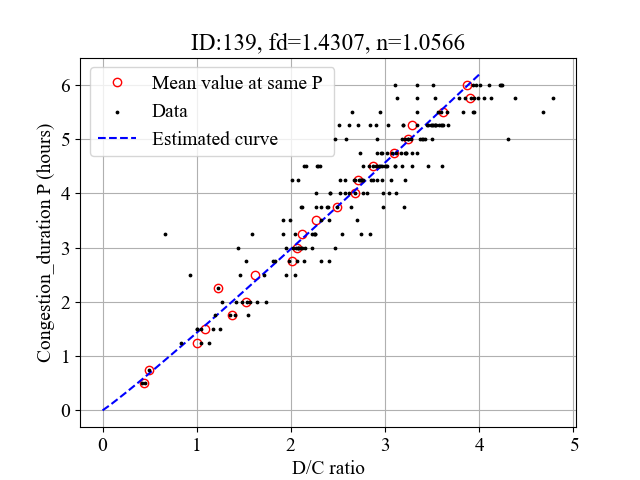 ID:139, fd=1.4307, n=1.0566
Mean value at same P
Data
Estimated curve
Congestion_duration P (hours)
6
5
4
3
2
1
0
0 1 2 3 4 5
D/C ratio